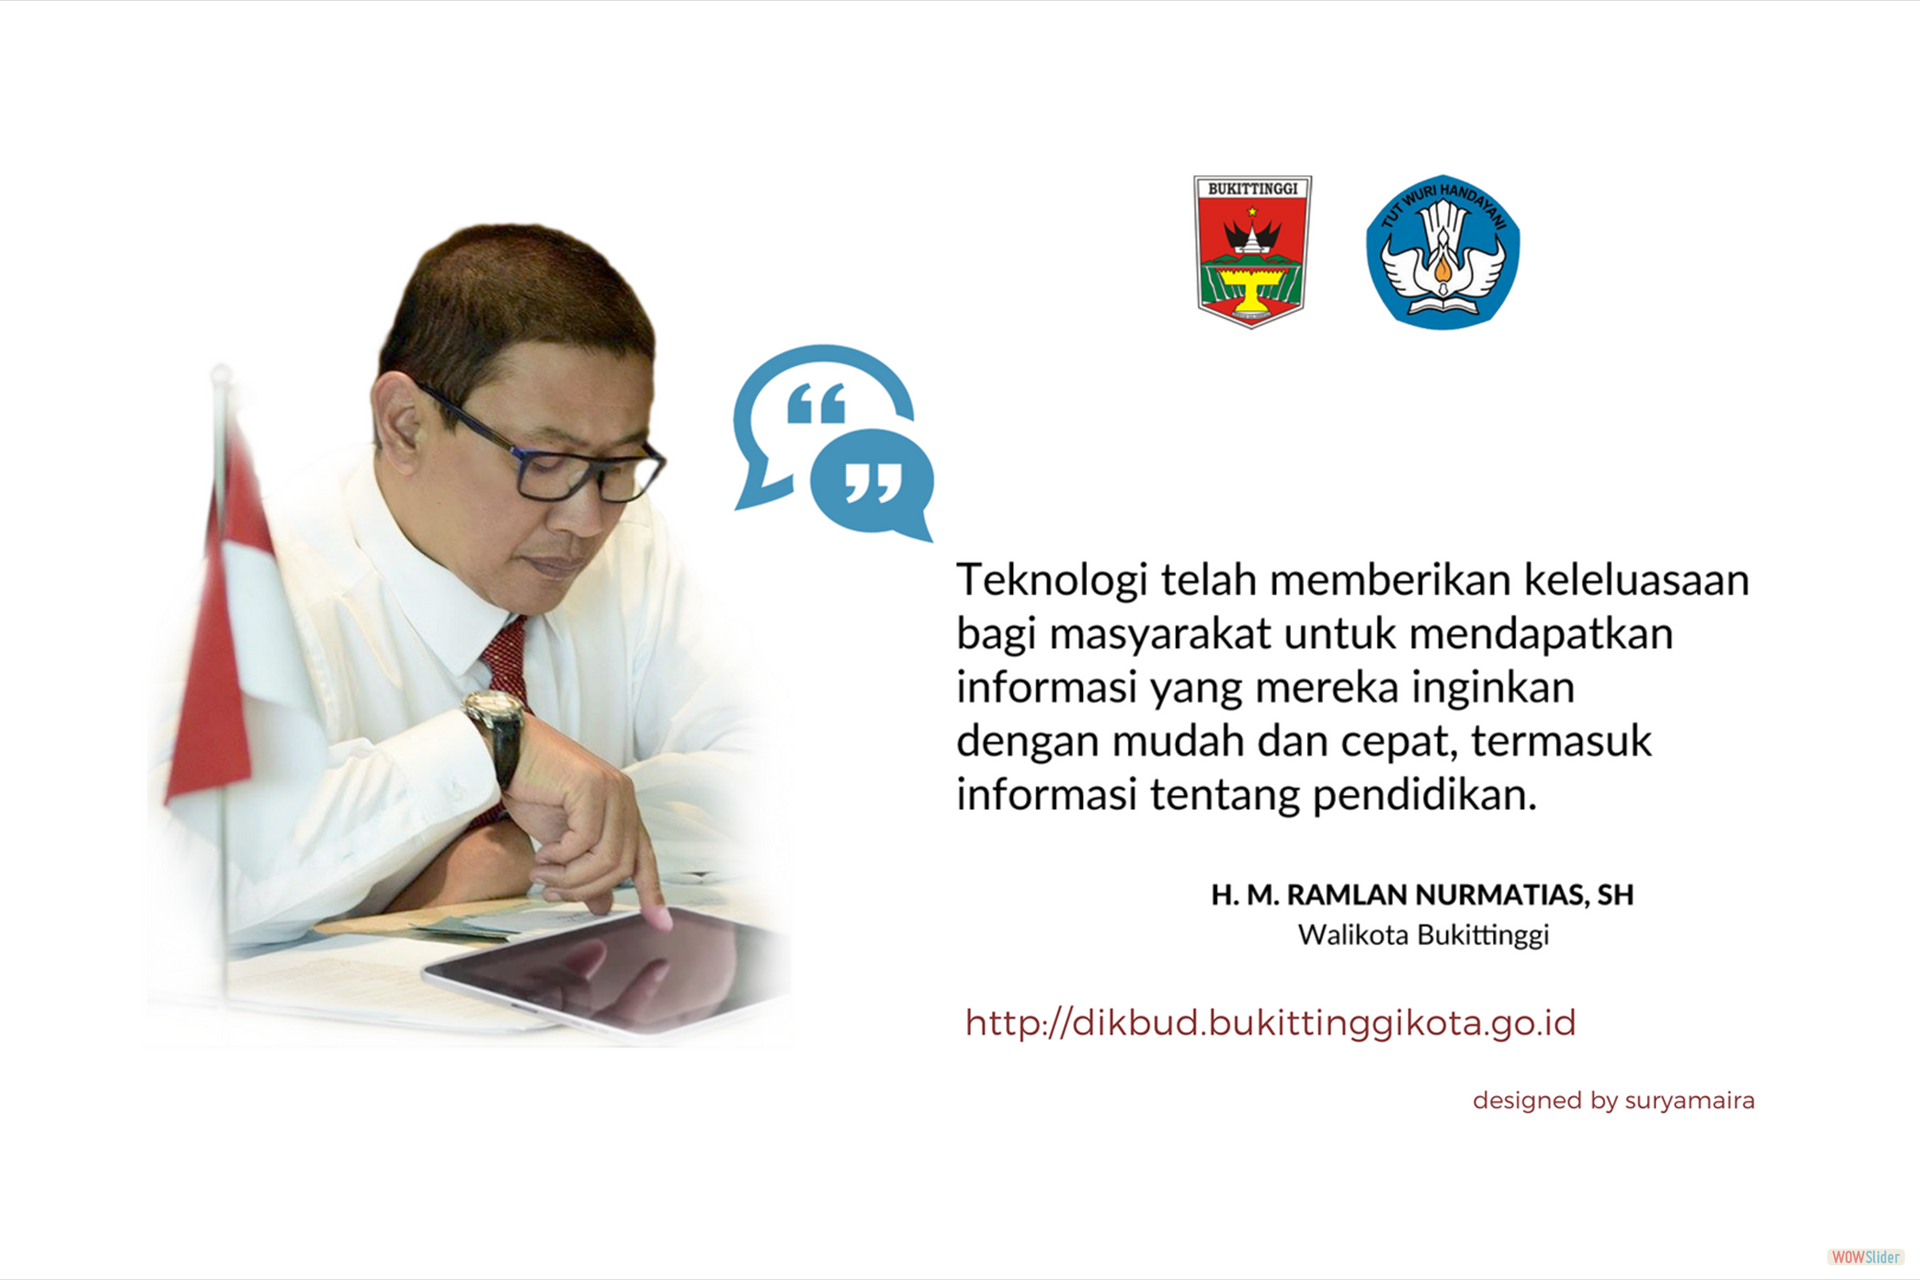 BUKITTINGGI
TUT WURI HANDAYANI
Teknologi telah memberikan keleluasaan
bagi masyarakat untuk mendapatkan
informasi yang mereka inginkan
dengan mudah dan cepat, termasuk
informasi tentang pendidikan.
H. M. RAMLAN NURMATIAS, SH
Walikota Bukittinggi
http://dikbud.bukittinggikota.go.id
designed by suryamaira
WOWSlider